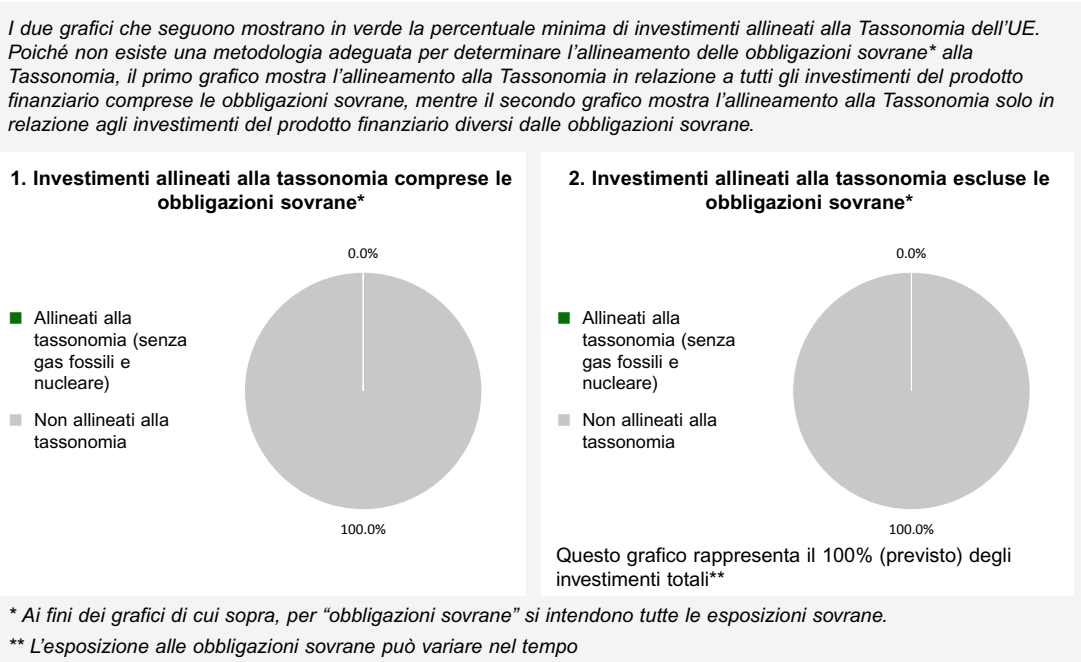 I due grafici che seguono mostrano in verde la percentuale minima di investimenti allineati alla Tassonomia dell’UE.
Poiché non esiste una metodologia adeguata per determinare l’allineamento delle obbligazioni sovrane* alla
Tassonomia, il primo grafico mostra l’allineamento alla Tassonomia in relazione a tutti gli investimenti del prodotto
finanziario comprese le obbligazioni sovrane, mentre il secondo grafico mostra l’allineamento alla Tassonomia solo in
relazione agli investimenti del prodotto finanziario diversi dalle obbligazioni sovrane.
1. Investimenti allineati alla tassonomia comprese le
obbligazioni sovrane*
0.0%
Allineati alla
tassonomia (senza
gas fossili e
nucleare)
Non allineati alla
tassonomia
100.0%
2. Investimenti allineati alla tassonomia escluse le
obbligazioni sovrane*
0.0%
Allineati alla
tassonomia (senza
gas fossili e
nucleare)
Non allineati alla
tassonomia
100.0%
Questo grafico rappresenta il 100% (previsto) degli
investimenti totali**
* Ai fini dei grafici di cui sopra, per “obbligazioni sovrane” si intendono tutte le esposizioni sovrane.
** L’esposizione alle obbligazioni sovrane può variare nel tempo